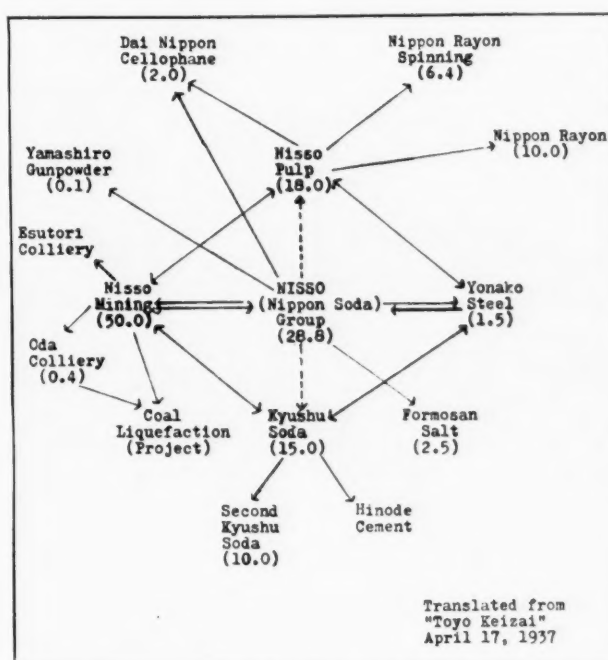 Dai Nippon
Cellophane
(2.0)
Nippon Rayon
Spinning
(6.4)
Nippon Rayon
(10.0)
Yamashiro
Gunpowder
(0.1)
Nisso
Pulp
(18.0)
Esutori
Colliery
Nisso
Mining
(50.0)
NISSO
(Nippon Soda)
Group
(28.8)
Yonako
Steel
(1.5)
Oda
Colliery
(0.4)
Coal
Liquefaction
(Project)
Kyushu
Soda
(15.0)
Formosan
Salt
(2.5)
Second
Kyushu
Soda
(10.0)
Hinode
Cement
Translated from
"Toyo Keizai"
April 17, 1937